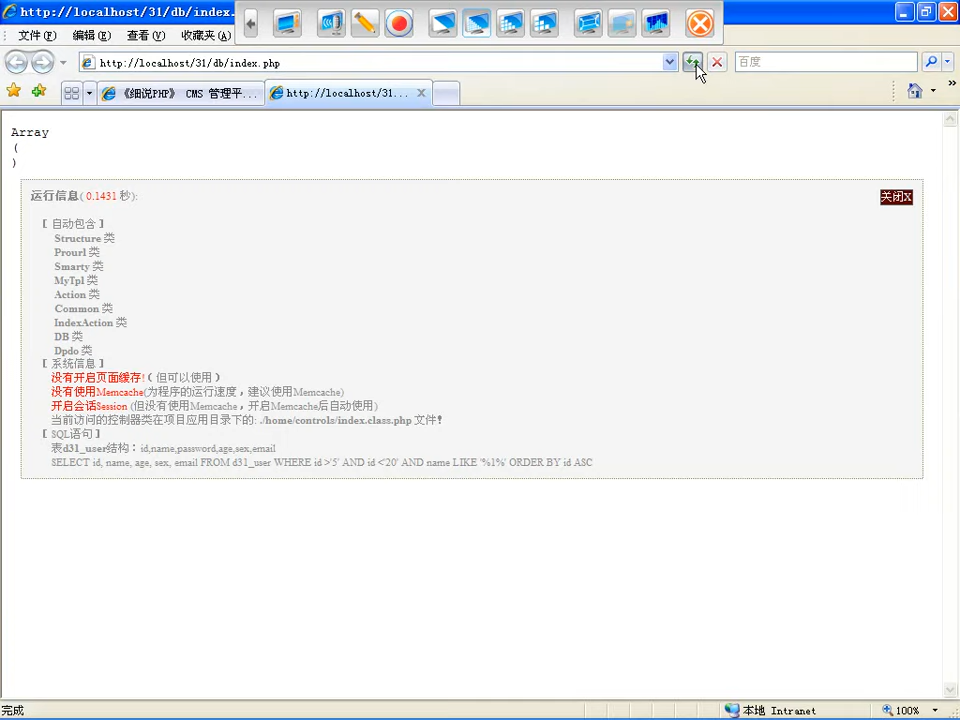 http://localhost/31/db/index.
文件(F) 编辑(E) 查看(V) 收藏夹(A)
http://localhost/31/db/index.php
百度
《细说PHP》 CMS 管理平... http://localhost/31...
Array
(
)
运行信息( 0.1431 秒):
关闭X
[ 自动包含 ]
Structure 类
Prourl 类
Smarty 类
MyTpl 类
Action 类
Common 类
IndexAction 类
DB 类
Dpdo 类
[ 系统信息 ]
没有开启页面缓存!( 但可以使用 )
没有使用Memcache(为程序的运行速度，建议使用Memcache)
开启会话Session (但没有使用Memcache，开启Memcache后自动使用)
当前访问的控制器类在项目应用目录下的: ./home/controls/index.class.php 文件！
[ SQL语句 ]
表d31_user结构：id,name,password,age,sex,email
SELECT id, name, age, sex, email FROM d31_user WHERE id >'5' AND id <'20' AND name LIKE '%1%' ORDER BY id ASC
完成
本地 Intranet
100%